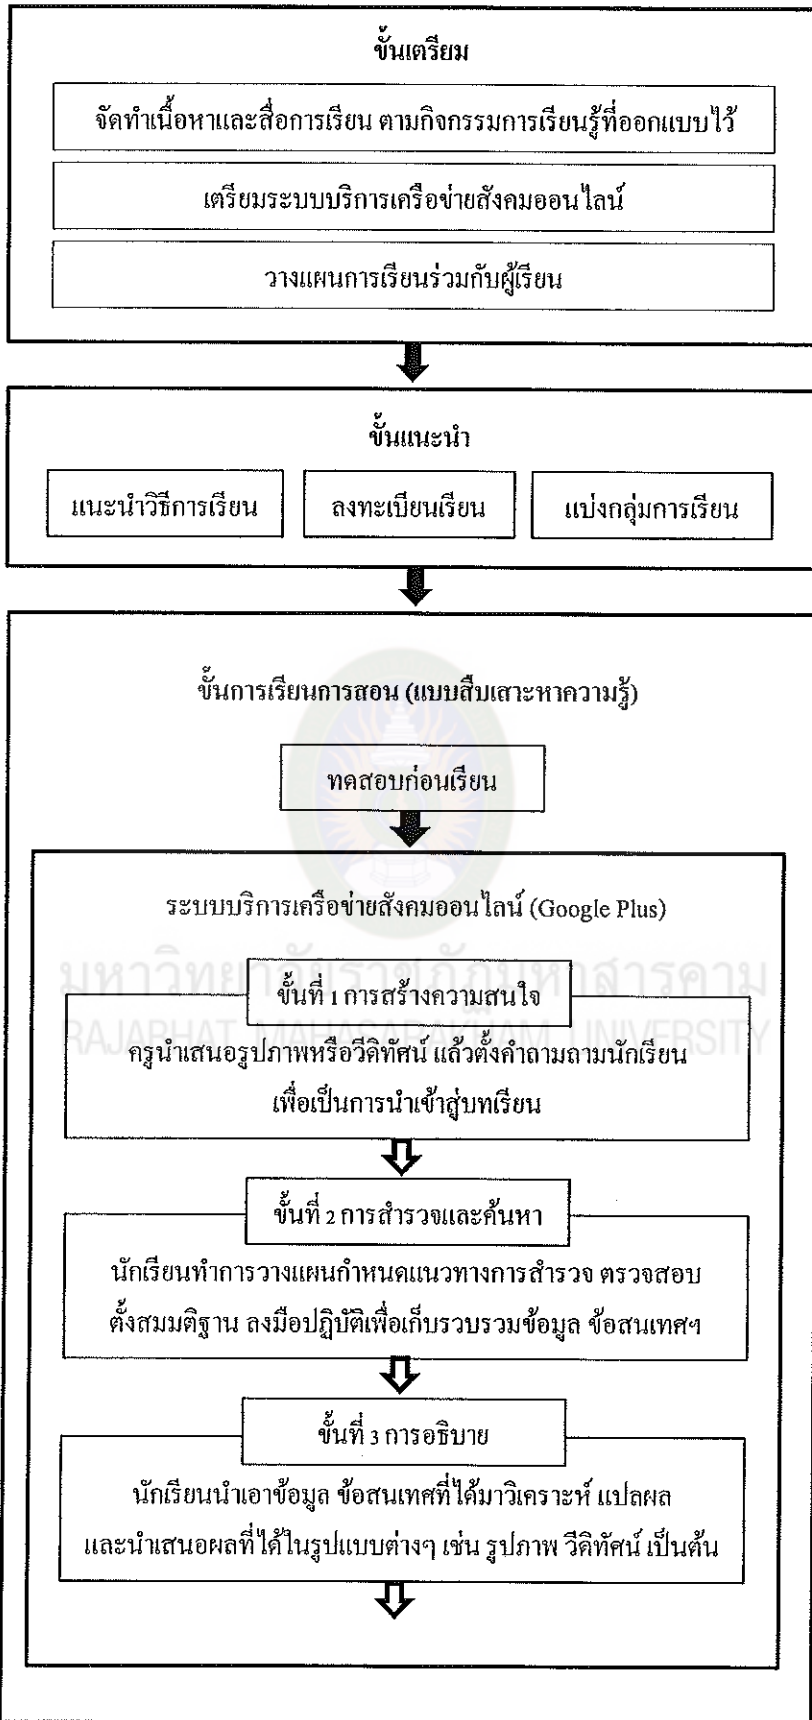 ขั้นเตรียม
จัดทำเนื้อหาและสื่อการเรียน ตามกิจกรรมการเรียนรู้ที่ออกแบบไว้
เตรียมระบบบริการเครือข่ายสังคมออนไลน์
วางแผนการเรียนร่วมกับผู้เรียน
ขั้นแนะนำ
แนะนำวิธีการเรียน
ลงทะเบียนเรียน
แบ่งกลุ่มการเรียน
ขั้นการเรียนการสอน (แบบสืบเสาะหาความรู้)
ทดสอบก่อนเรียน
ระบบบริการเครือข่ายสังคมออนไลน์ (Google Plus)
มหาวิทยาลัยราชภัฏมหาสารคาม
ขั้นที่ 1 การสร้างความสนใจ
RAJABHAT MAHASARAKHAM UNIVERSITY
ครูนำเสนอรูปภาพหรือวีดิทัศน์ แล้วตั้งคำถามถามนักเรียน
เพื่อเป็นการนำเข้าสู่บทเรียน
ขั้นที่ 2 การสำรวจและค้นหา
นักเรียนทำการวางแผนกำหนดแนวทางการสำรวจ ตรวจสอบ
ตั้งสมมติฐาน ลงมือปฏิบัติเพื่อเก็บรวบรวมข้อมูล ข้อสนเทศฯ
ขั้นที่ 3 การอธิบาย
นักเรียนนำเอาข้อมูล ข้อสนเทศที่ได้มาวิเคราะห์ แปลผล
และนำเสนอผลที่ได้ในรูปแบบต่างๆ เช่น รูปภาพ วีดิทัศน์ เป็นต้น